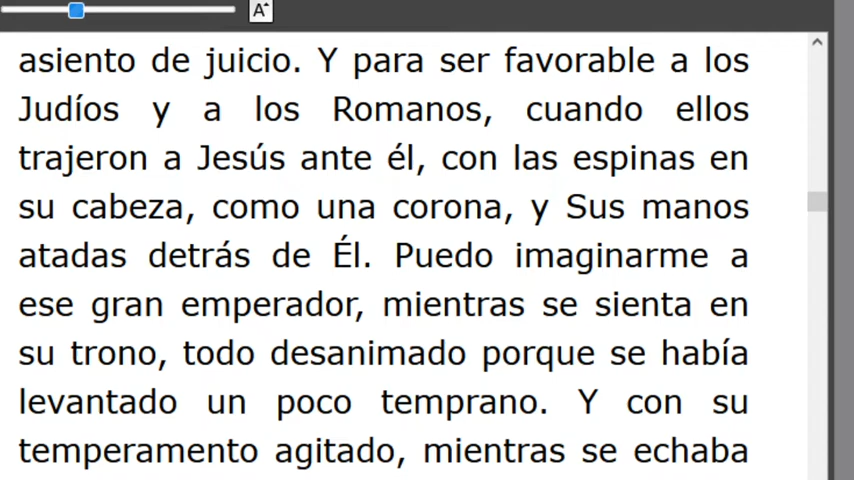 A
asiento de juicio. Y para ser favorable a los
Judíos y a los Romanos, cuando ellos
trajeron a Jesús ante él, con las espinas en
su cabeza, como una corona, y Sus manos
atadas detrás de Él. Puedo imaginarme a
ese gran emperador, mientras se sienta en
su trono, todo desanimado porque se había
levantado un poco temprano. Y con su
temperamento agitado, mientras se echaba